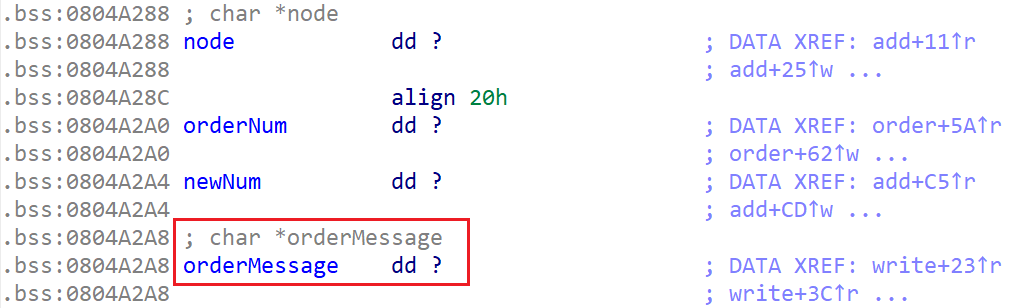 .bss:0804A288 ; char *node
.bss:0804A288 node dd ? ; DATA XREF: add+11↑r
.bss:0804A288 ; add+25↑w ...
.bss:0804A28C align 20h
.bss:0804A2A0 orderNum dd ? ; DATA XREF: order+5A↑r
.bss:0804A2A0 ; order+62↑w ...
.bss:0804A2A4 newNum dd ? ; DATA XREF: add+C5↑r
.bss:0804A2A4 ; add+CD↑w ...
.bss:0804A2A8 ; char *orderMessage
.bss:0804A2A8 orderMessage dd ? ; DATA XREF: write+23↑r
.bss:0804A2A8 ; write+3C↑r ...